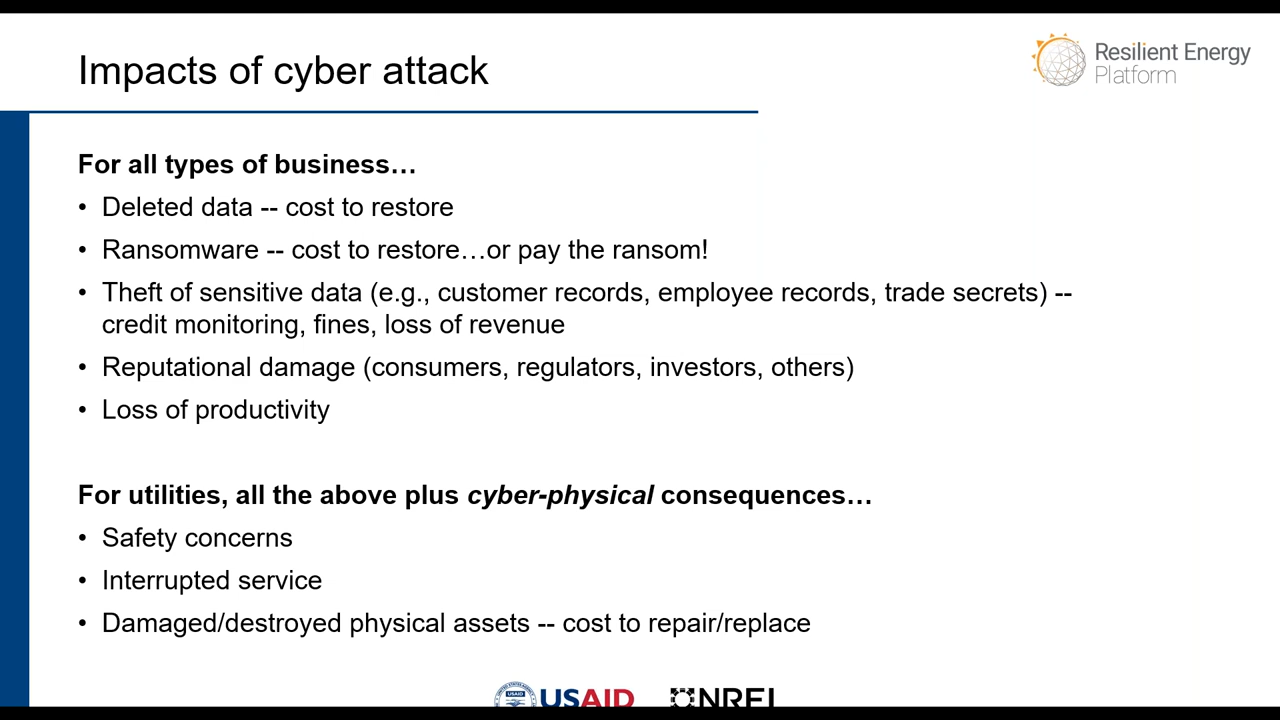 Impacts of cyber attack
Resilient Energy
Platform
For all types of business…
• Deleted data -- cost to restore
• Ransomware -- cost to restore…or pay the ransom!
• Theft of sensitive data (e.g., customer records, employee records, trade secrets) --
credit monitoring, fines, loss of revenue
• Reputational damage (consumers, regulators, investors, others)
• Loss of productivity
For utilities, all the above plus cyber-physical consequences…
• Safety concerns
• Interrupted service
• Damaged/destroyed physical assets -- cost to repair/replace
USAID
USAID
NREL